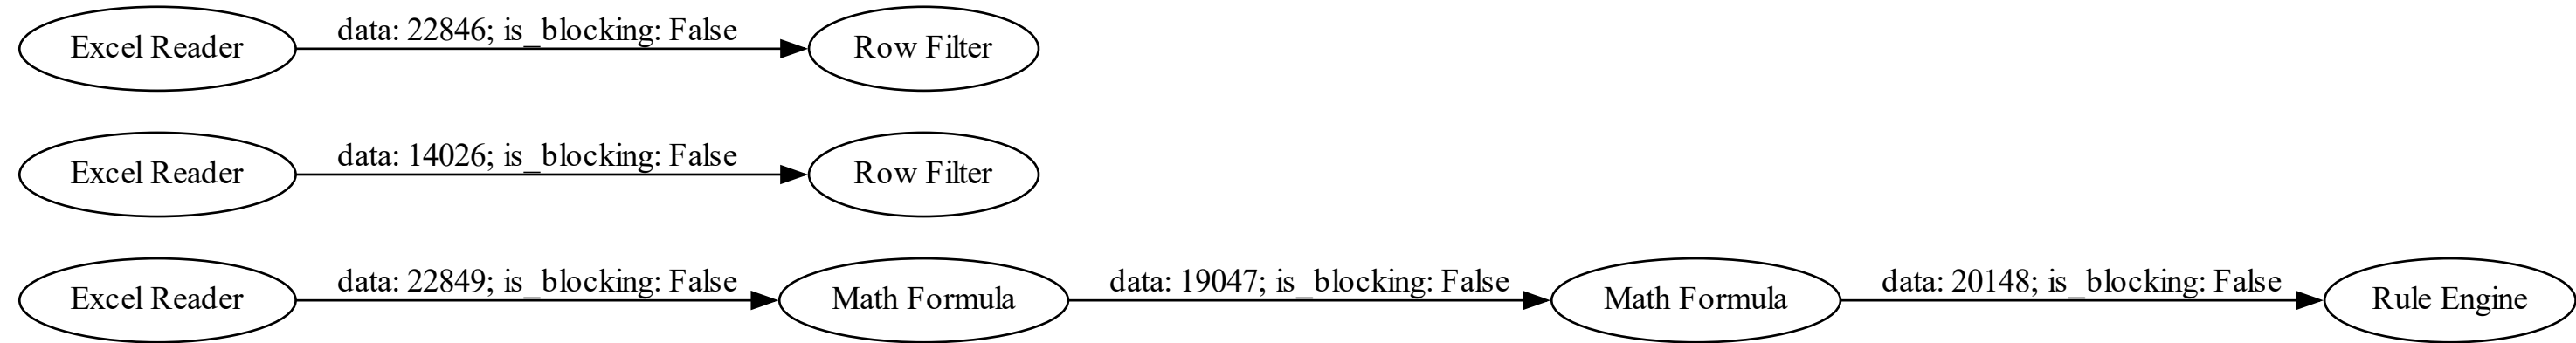 Excel Reader data: 22846; is_blocking: False Row Filter
Excel Reader data: 14026; is_blocking: False Row Filter
Excel Reader data: 22849; is_blocking: False Math Formula data: 19047; is_blocking: False Math Formula data: 20148; is_blocking: False Rule Engine